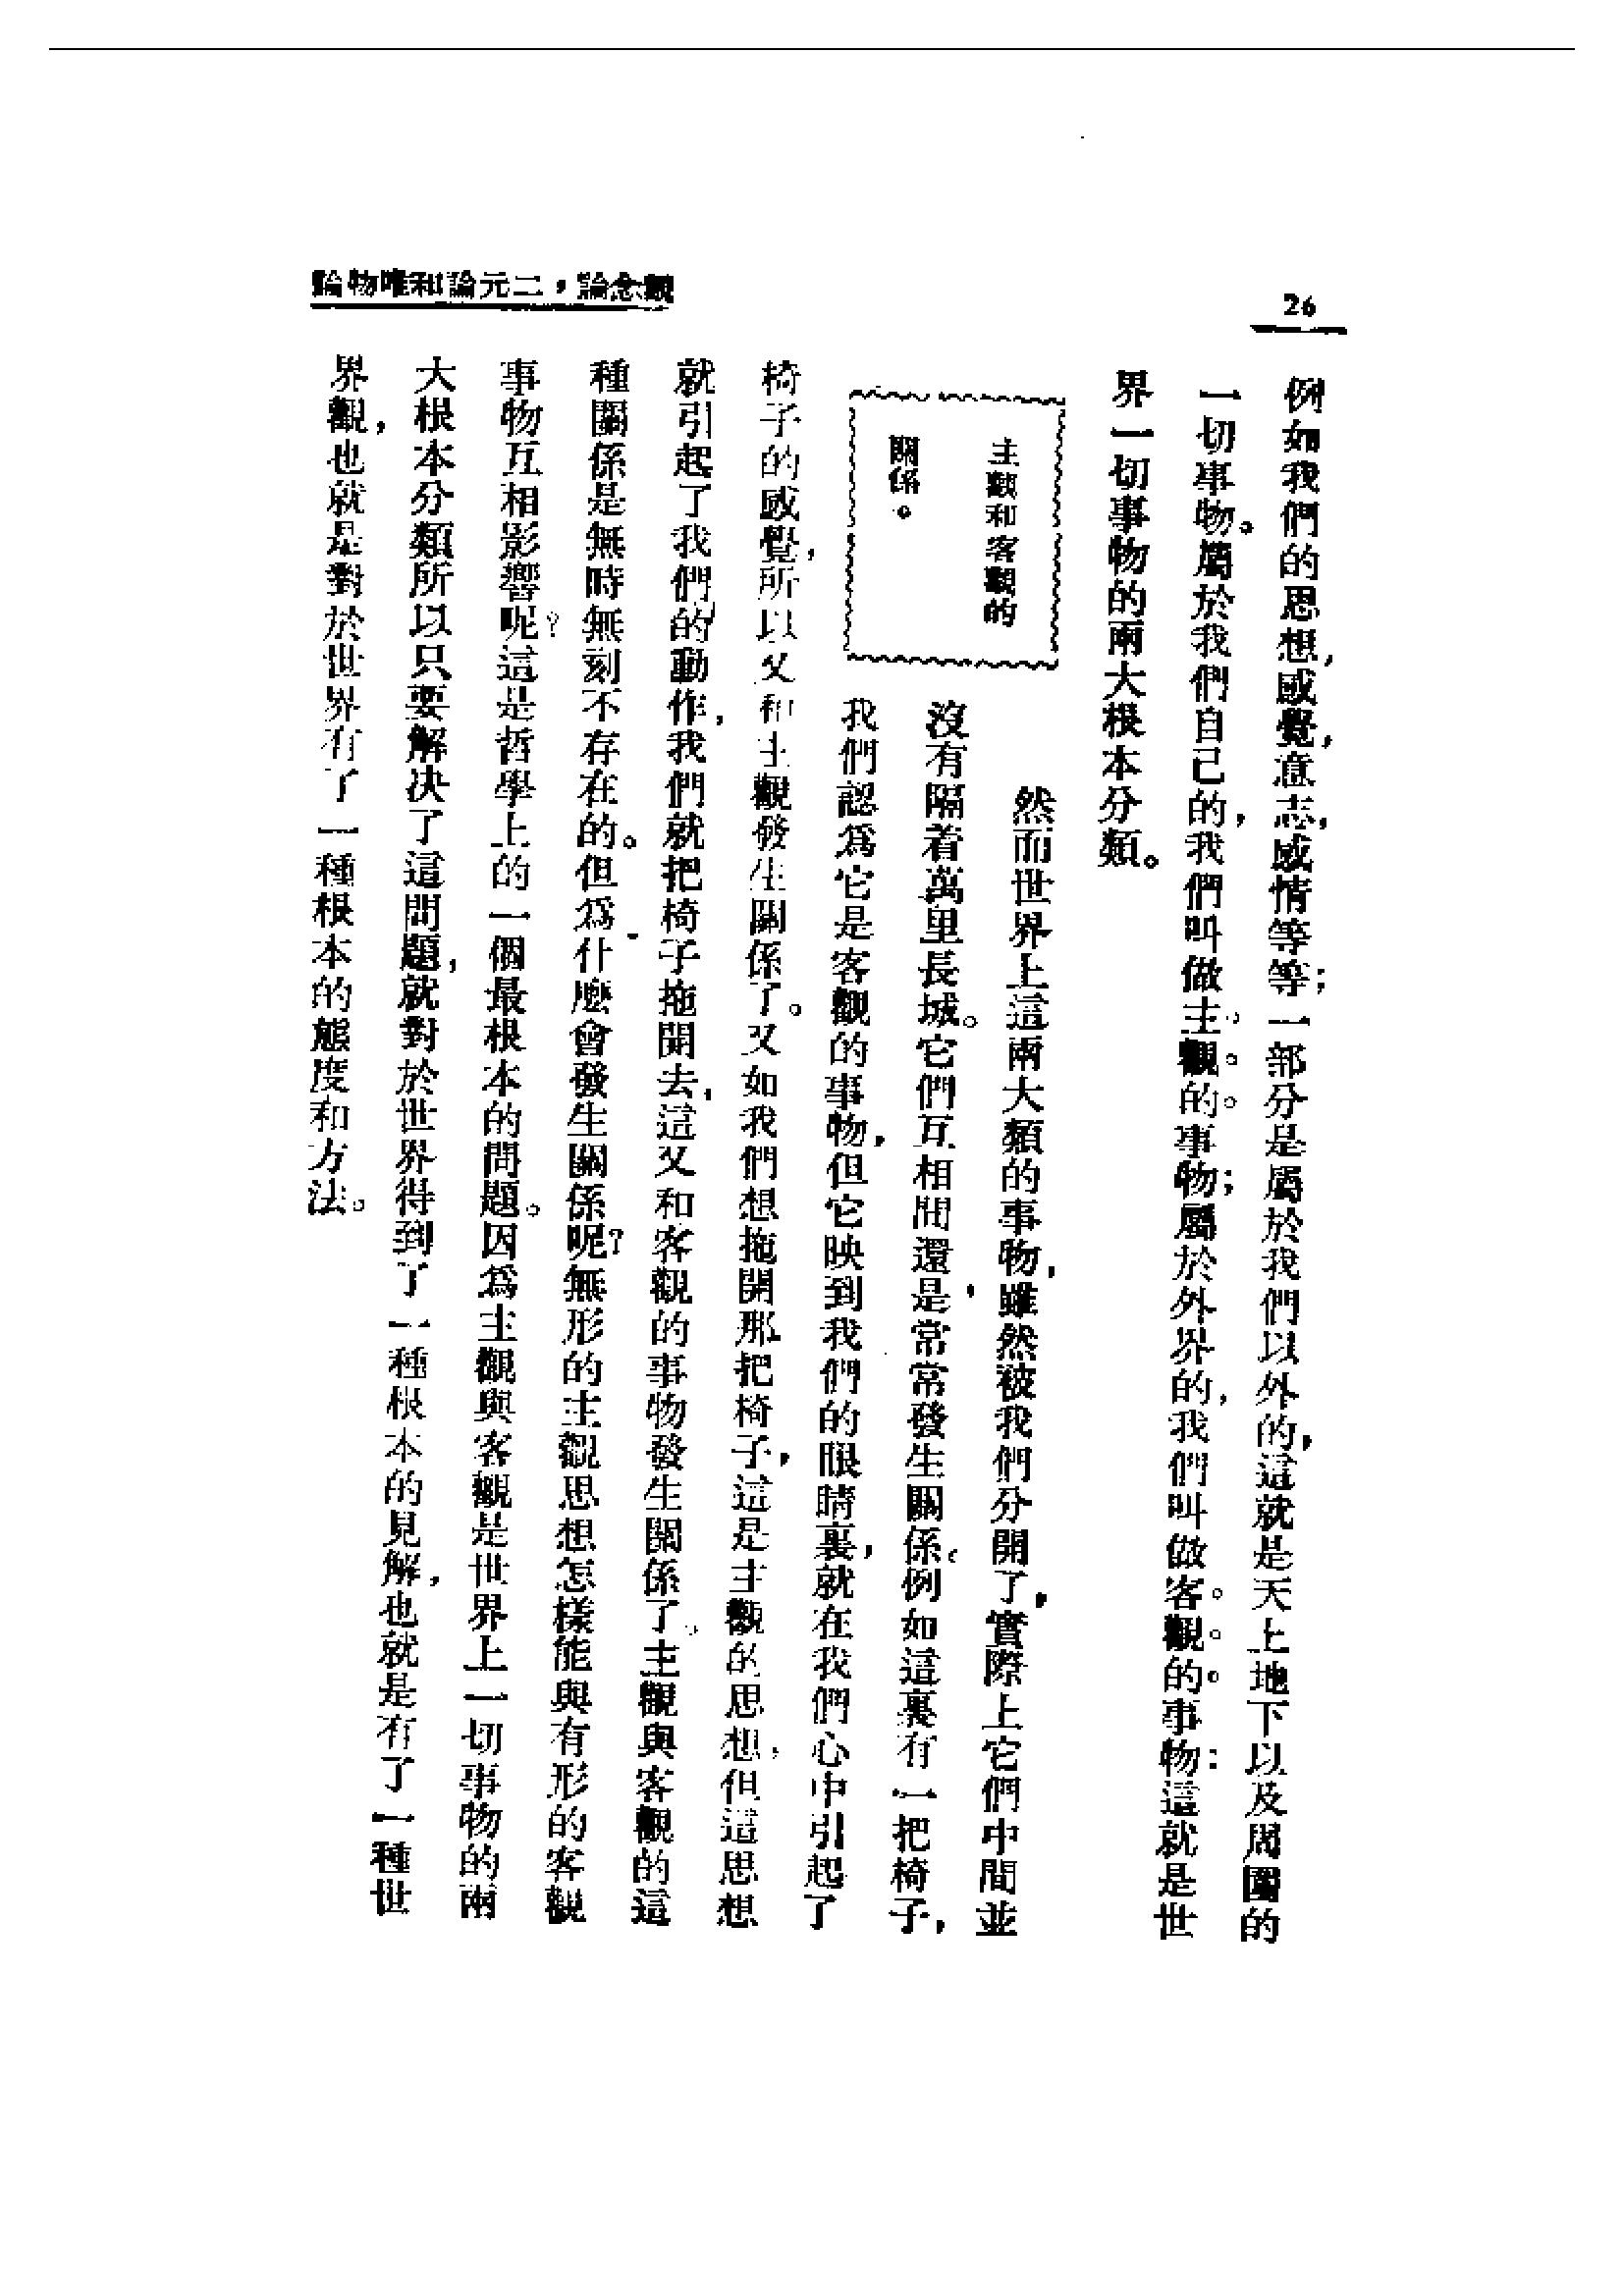 觀念論，二元論和唯物論
26
例如我們的思想，感覺，意志，感情等等；一部分是屬於我們以外的，這就是天上地下以及周圍的
一切事物。屬於我們自己的，我們叫做主觀的事物；屬於外界的，我們叫做客觀的事物：這就是世
界一切事物的兩大根本分類。
主觀和客觀的
關係。
然而世界上這兩大類的事物，雖然被我們分開了，實際上它們中間並
沒有隔着萬里長城。它們互相間，還是常常發生關係。例如這裏有一把椅子，
我們認爲它是客觀的事物，但它映到我們的眼睛裏，就在我們心中引起了
椅子的感覺，所以又和主觀發生關係了。又如我們想拖開那把椅子，這是主觀的思想，但這思想
就引起了我們的動作，我們就把椅子拖開去，這又和客觀的事物發生關係了。主觀與客觀的這
種關係是無時無刻不存在的。但爲什麽會發生關係呢？無形的主觀思想怎樣能與有形的客觀
事物互相影響呢？這是哲學上的一個最根本的問題。因爲主觀與客觀是世界上一切事物的兩
大根本分類所以只要解決了這問題，就對於世界得到了一種根本的見解，也就是有了一種世
界觀，也就是對於世界有了一種根本的態度和方法。